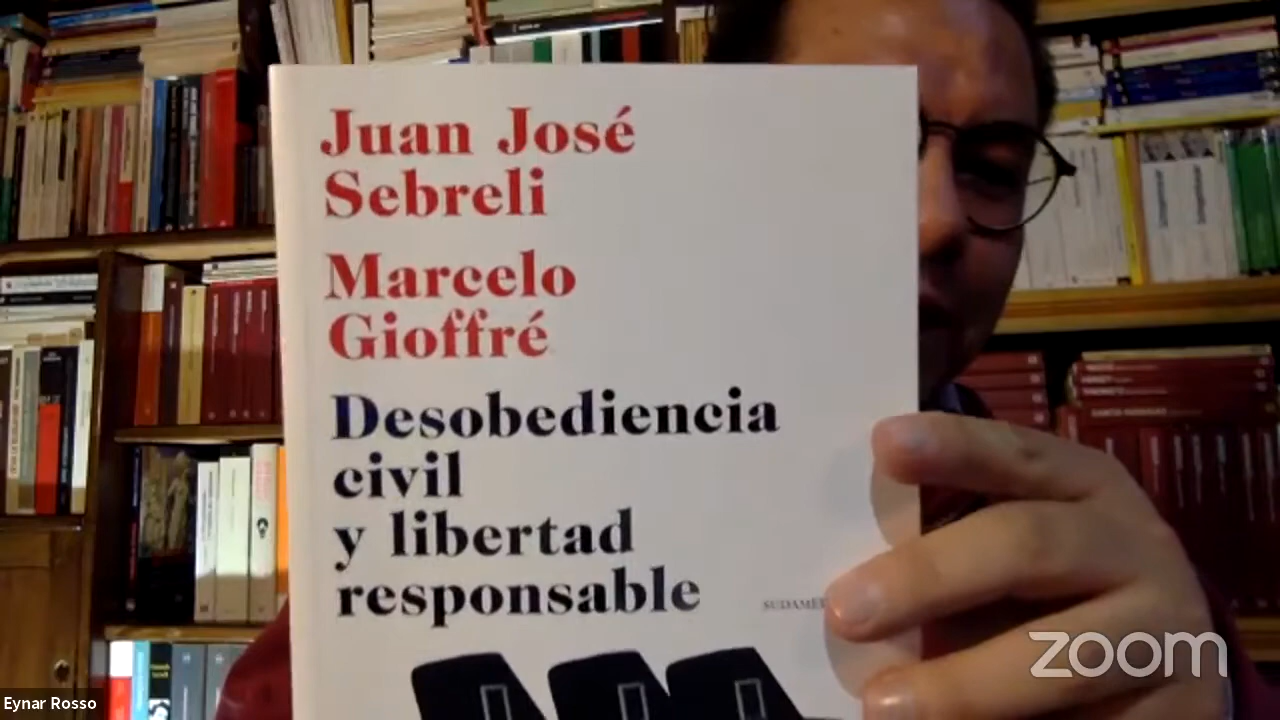 Juan José
Sebreli
Marcelo
Gioffré
Desobediencia
civil
y libertad
responsable
zoom
Eynar Rosso